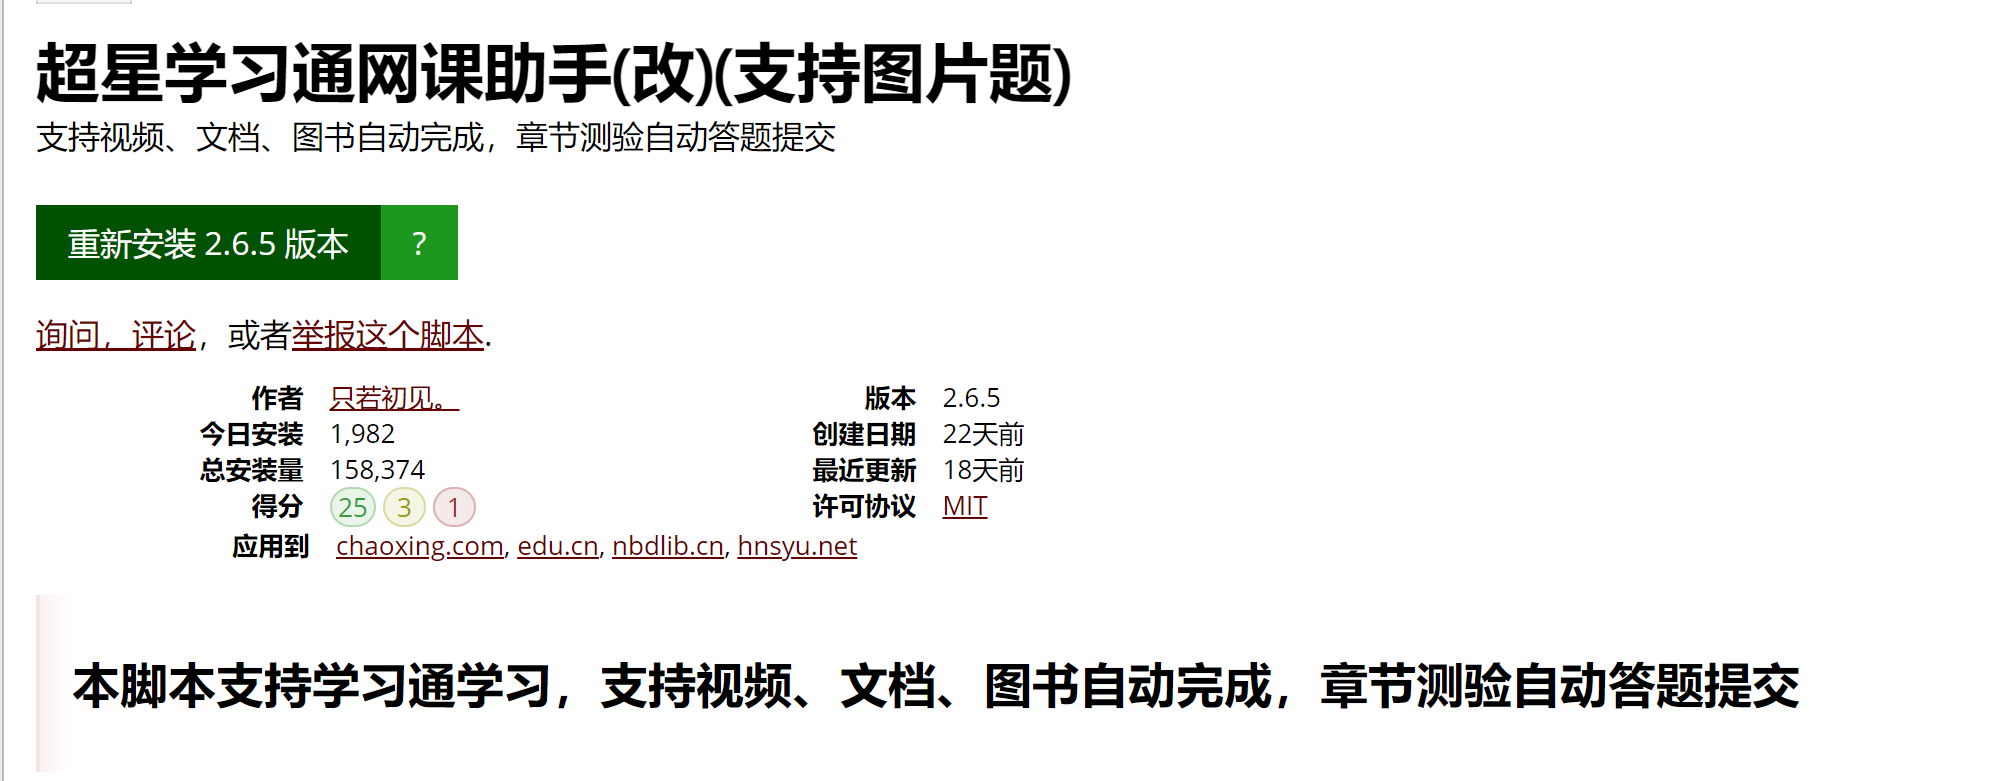 超星学习通网课助手(改)(支持图片题)
支持视频、文档、图书自动完成，章节测验自动答题提交
重新安装 2.6.5 版本 ?
询问，评论，或者举报这个脚本.
作者 只若初见。 版本 2.6.5
今日安装 1,982 创建日期 22天前
总安装量 158,374 最近更新 18天前
得分 25 3 1 许可协议 MIT
应用到 chaoxing.com, edu.cn, nbdlib.cn, hnsyu.net
本脚本支持学习通学习，支持视频、文档、图书自动完成，章节测验自动答题提交